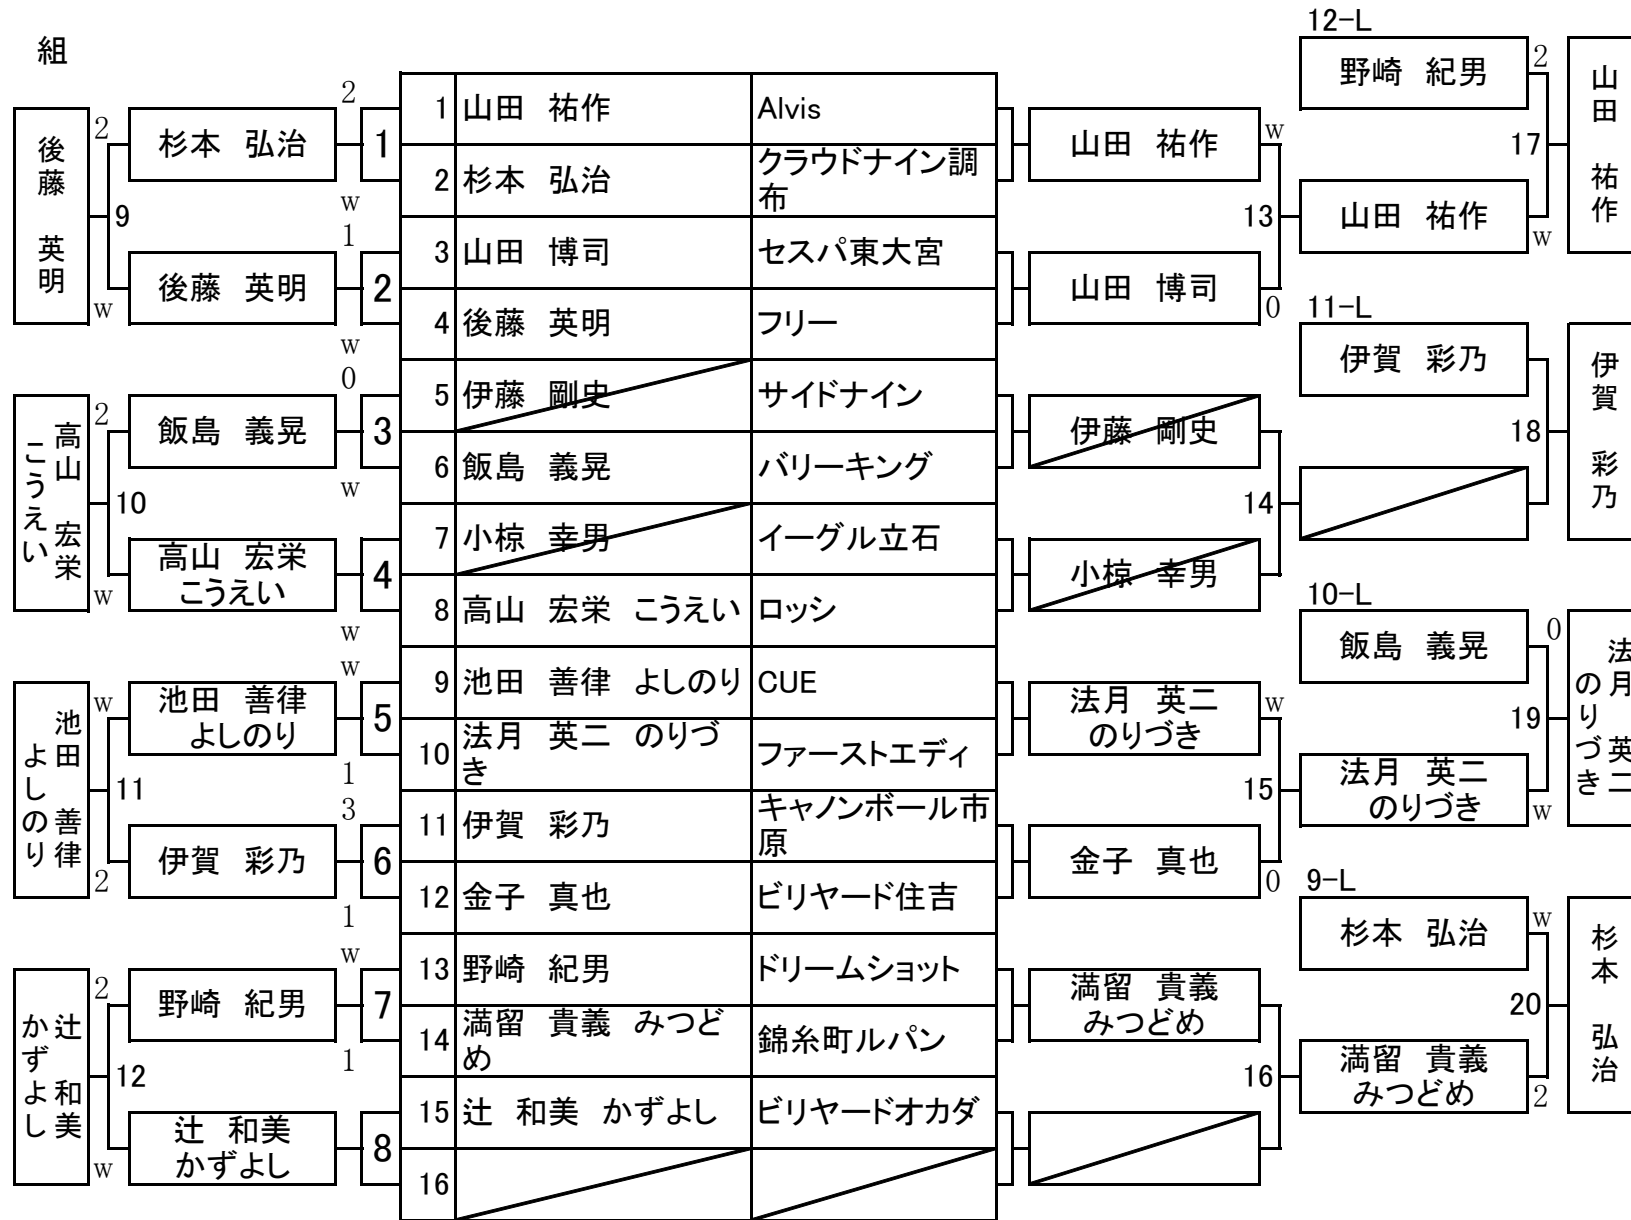 組
後藤 英明
2
9
w
杉本 弘治
後藤 英明
2
1
w
1
2
w
高山 宏栄
こうえい
2
10
w
飯島 義晃
高山 宏栄
こうえい
0
3
w
4
w
池田 善律
よしのり
w
11
2
池田 善律
よしのり
伊賀 彩乃
w
5
1
3
6
1
辻 和美
かずよし
2
12
w
野崎 紀男
辻 和美
かずよし
w
7
1
8
1 山田 祐作 Alvis
2 杉本 弘治 クラウドナイン調
布
3 山田 博司 セスパ東大宮
4 後藤 英明 フリー
5 伊藤 剛史 サイドナイン
6 飯島 義晃 バリーキング
7 小椋 幸男 イーグル立石
8 高山 宏栄 こうえい ロッシ
9 池田 善律 よしのり CUE
10 法月 英二 のりづ
き ファーストエディ
11 伊賀 彩乃 キャノンボール市
原
12 金子 真也 ビリヤード住吉
13 野崎 紀男 ドリームショット
14 満留 貴義 みつど
め 錦糸町ルパン
15 辻 和美 かずよし ビリヤードオカダ
16
山田 祐作
w
13
山田 博司
0
伊藤 剛史
14
小椋 幸男
法月 英二
のりづき
w
15
金子 真也
0
満留 貴義
みつどめ
16
12-L
野崎 紀男
2
17
山田 祐作
w
山田 祐作
11-L
伊賀 彩乃
18
伊賀 彩乃
10-L
飯島 義晃
0
19
法月 英二
のりづき
w
法月 英二
のりづき
9-L
杉本 弘治
w
20
満留 貴義
みつどめ
2
杉本 弘治